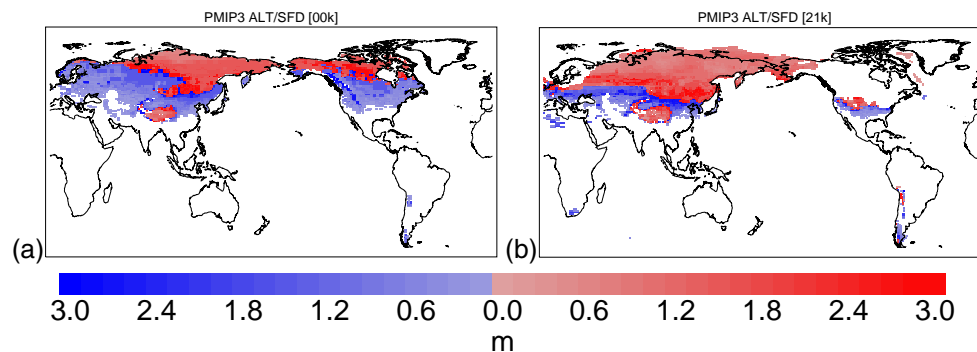 PMIP3 ALT/SFD [00k]
PMIP3 ALT/SFD [21k]
(a)
(b)
3.0 2.4 1.8 1.2 0.6 0.0 0.6 1.2 1.8 2.4 3.0
m